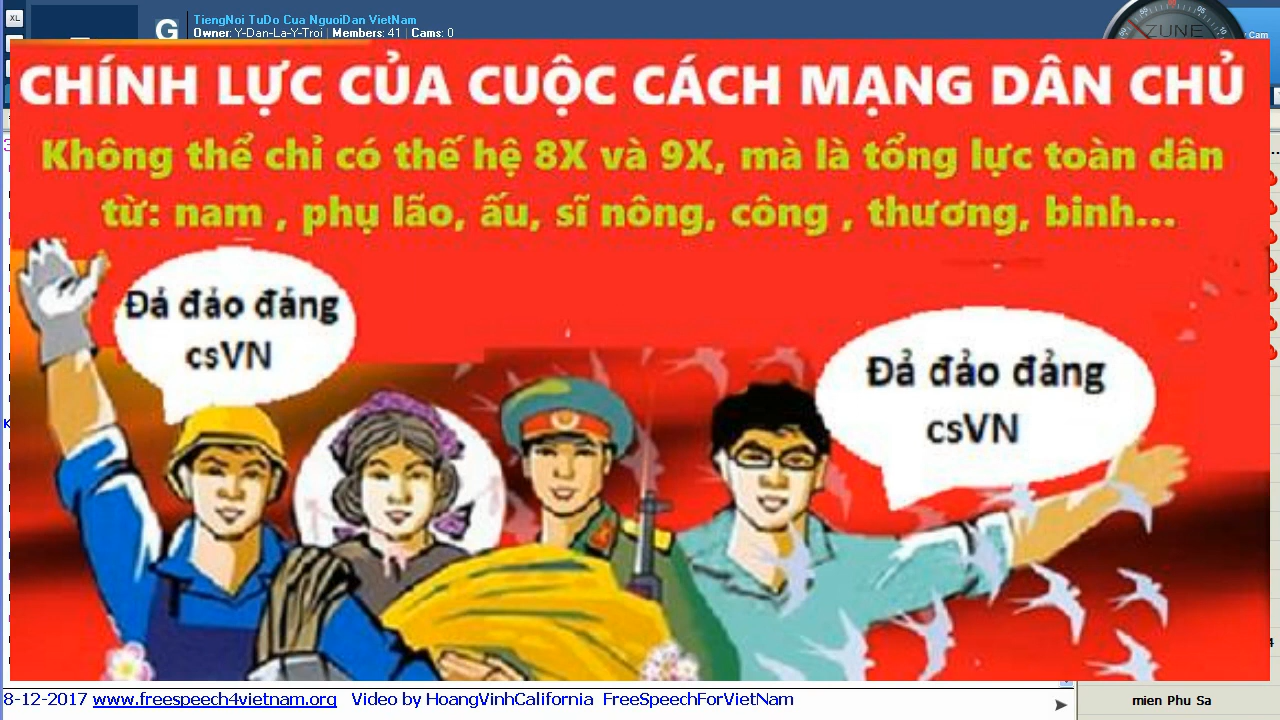 XL
G
TiengNoi TuDo Cua NguoiDan VietNam
Owner: Y-Dan-La-Y-Troi | Members: 41 | Cams: 0
ZUNE
Cam
CHÍNH LỰC CỦA CUỘC CÁCH MẠNG DÂN CHỦ
Không thể chỉ có thế hệ 8X và 9X, mà là tổng lực toàn dân
từ: nam , phụ lão, ấu, sĩ nông, công , thương, binh...
Đả đảo đảng
csVN
Đả đảo đảng
csVN
8-12-2017 www.freespeech4vietnam.org Video by HoangVinhCalifornia FreeSpeechForVietNam
mien Phu Sa